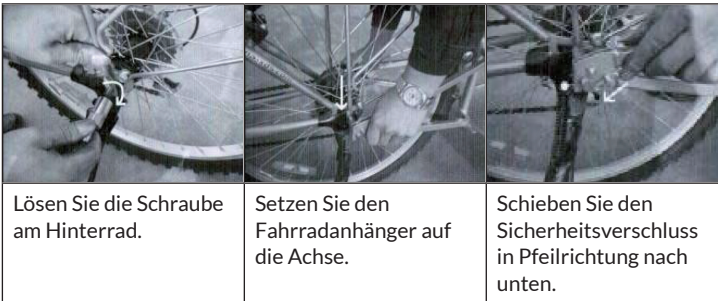 Lösen Sie die Schraube
am Hinterrad.
Setzen Sie den
Fahrradanhänger auf
die Achse.
Schieben Sie den
Sicherheitsverschluss
in Pfeilrichtung nach
unten.